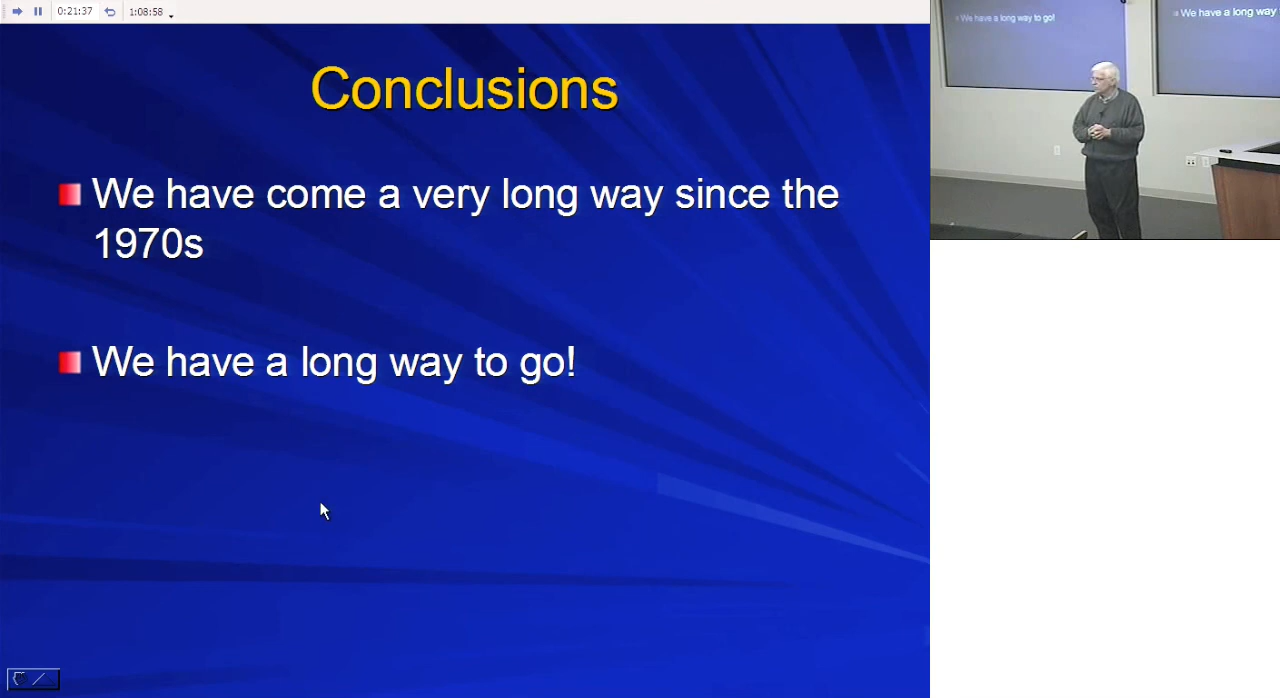 0:21:37
1:08:58
Conclusions
We have come a very long way since the
1970s
We have a long way to go!
We have a long way to go!
We have a long way